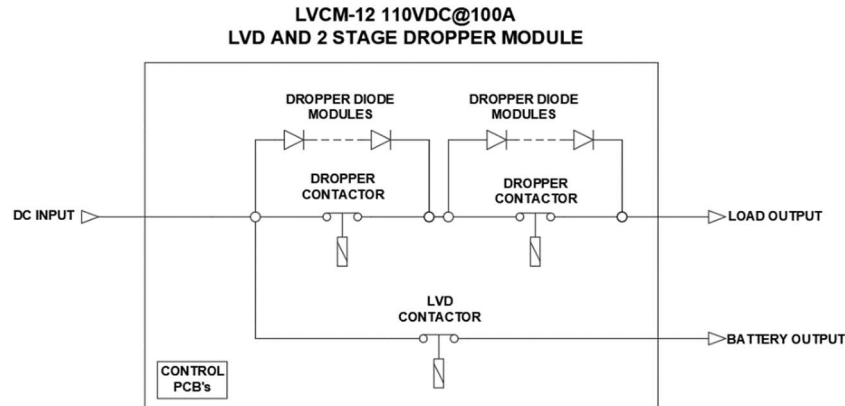 LVCM-12 110VDC@100A
LVD AND 2 STAGE DROPPER MODULE
DROPPER DIODE
MODULES
DROPPER DIODE
MODULES
DROPPER
CONTACTOR
DROPPER
CONTACTOR
DC INPUT
LOAD OUTPUT
LVD
CONTACTOR
BATTERY OUTPUT
CONTROL
PCB's